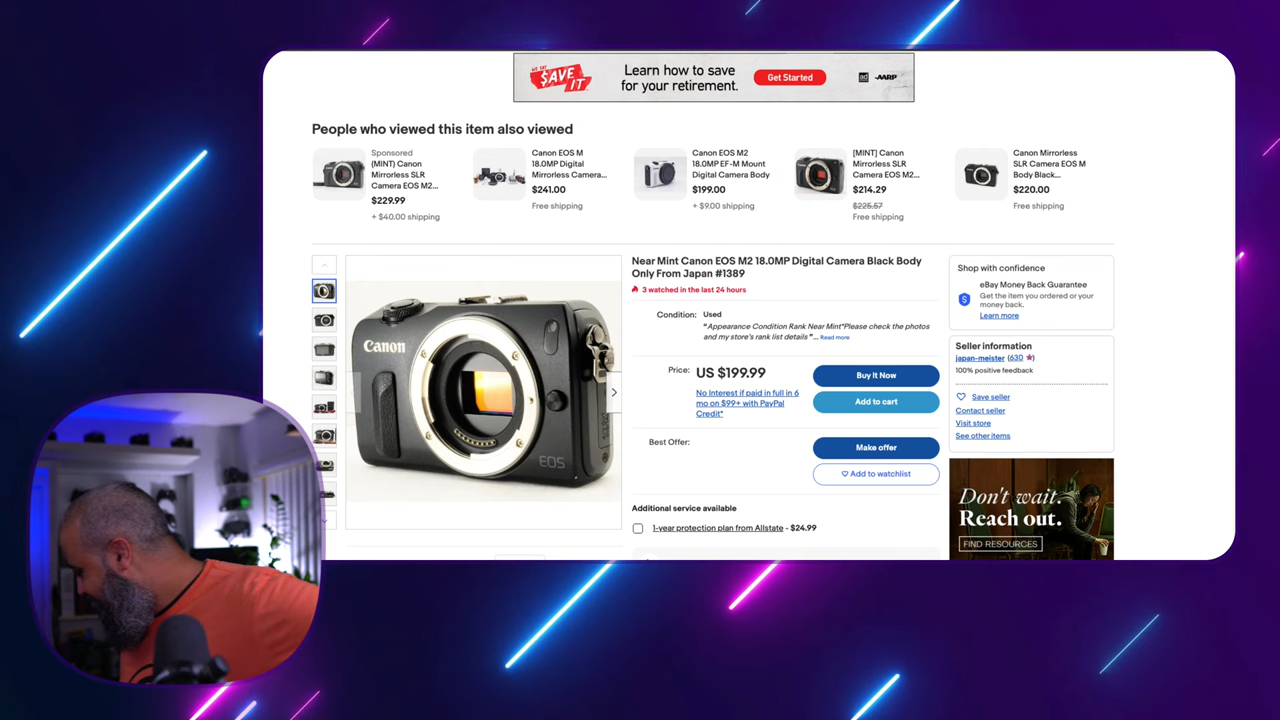 WE SAY
$AVE
IT
Learn how to save
for your retirement.
Get Started
ad
AARP
People who viewed this item also viewed
Sponsored
(MINT) Canon
Mirrorless SLR
Camera EOS M2...
$229.99
+ $40.00 shipping
Canon EOS M
18.0MP Digital
Mirrorless Camera...
$241.00
Free shipping
Canon EOS M2
18.0MP EF-M Mount
Digital Camera Body
$199.00
+ $9.00 shipping
[MINT] Canon
Mirrorless SLR
Camera EOS M2...
$214.29
$225.57
Free shipping
Canon Mirrorless
SLR Camera EOS M
Body Black...
$220.00
Free shipping
Canon
EOS
Near Mint Canon EOS M2 18.0MP Digital Camera Black Body
Only From Japan #1389
3 watched in the last 24 hours
Condition: Used
“Appearance Condition Rank Near Mint*Please check the photos
and my store's rank list details”... Read more
Price: US $199.99
No Interest if paid in full in 6
mo on $99+ with PayPal
Credit*
Buy It Now
Add to cart
Best Offer:
Make offer
Add to watchlist
Additional service available
1-year protection plan from Allstate - $24.99
Shop with confidence
eBay Money Back Guarantee
Get the item you ordered or your
money back.
Learn more
Seller information
japan-meister (630 ★)
100% positive feedback
Save seller
Contact seller
Visit store
See other items
Don't wait.
Reach out.
FIND RESOURCES